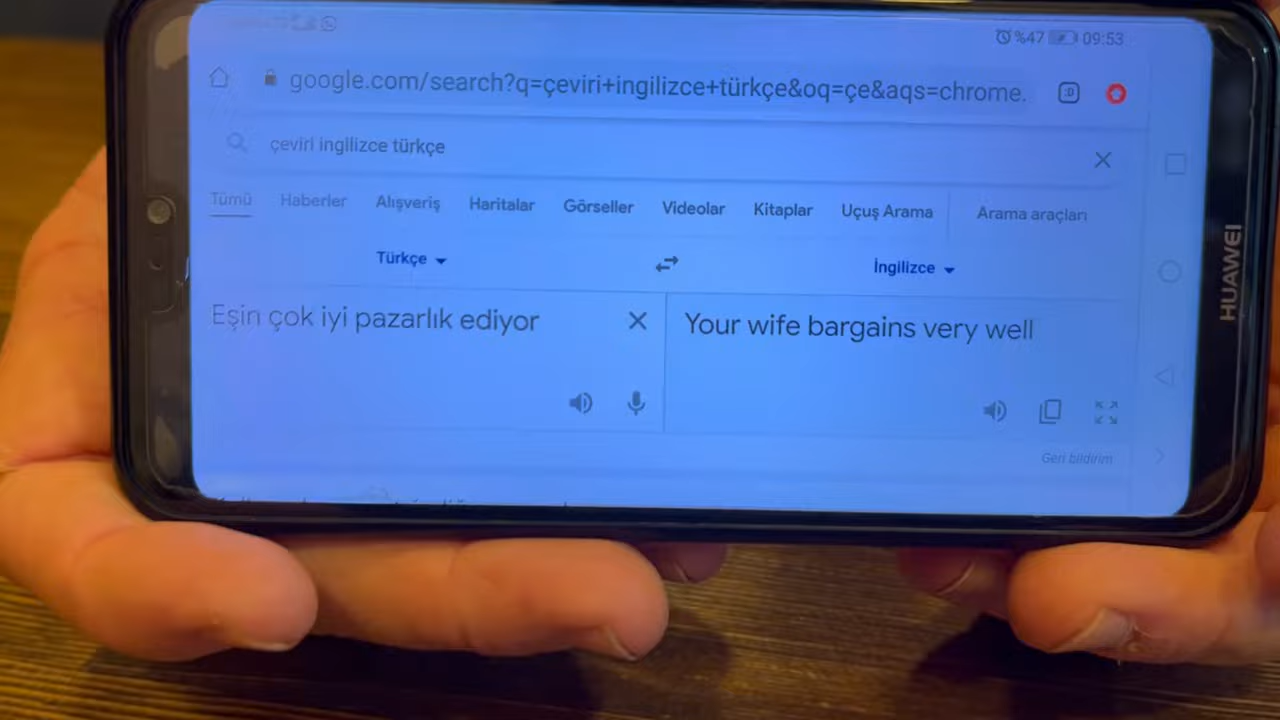 %47 09:53
google.com/search?q=çeviri+ingilizce+türkçe&oq=çe&aqs=chrome.
:D
çeviri ingilizce türkçe
Tümü Haberler Alışveriş Haritalar Görseller Videolar Kitaplar Uçuş Arama Arama araçları
Türkçe İngilizce
Eşin çok iyi pazarlık ediyor
Your wife bargains very well
Geri bildirim
HUAWEI